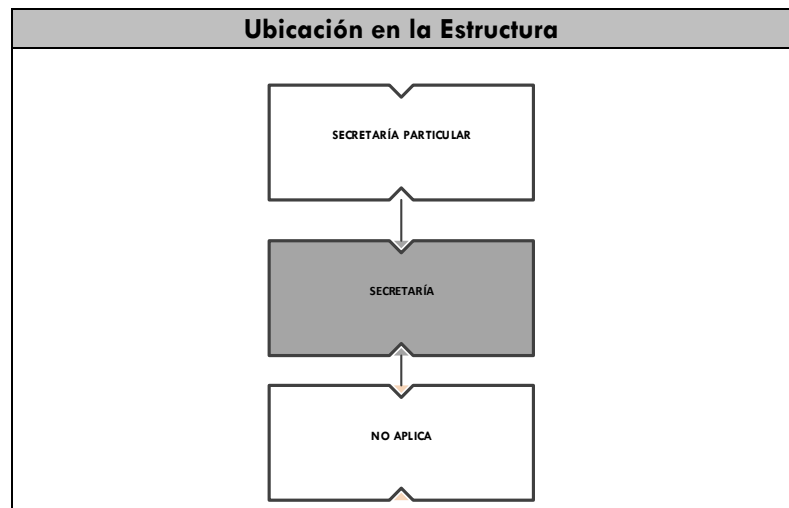 Ubicación en la Estructura
SECRETARÍA PARTICULAR
SECRETARÍA
NO APLICA